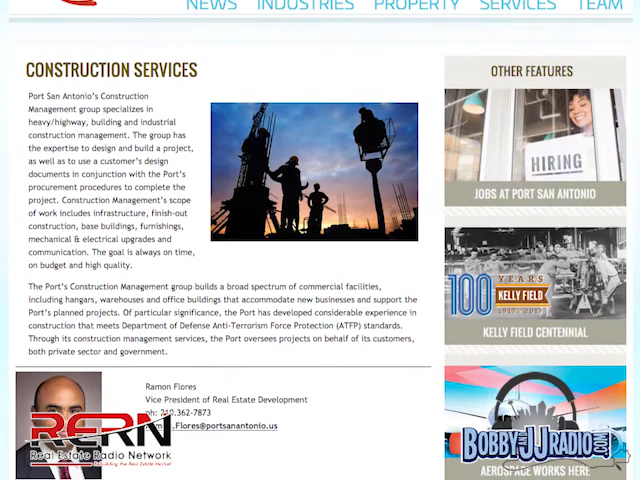 NEWS INDUSTRIES PROPERTY SERVICES TEAM
CONSTRUCTION SERVICES
Port San Antonio's Construction
Management group specializes in
heavy/highway, building and industrial
construction management. The group has
the expertise to design and build a project,
as well as to use a customer's design
documents in conjunction with the Port's
procurement procedures to complete the
project. Construction Management's scope
of work includes infrastructure, finish-out
construction, base buildings, furnishings,
mechanical & electrical upgrades and
communication. The goal is always on time,
on budget and high quality.
The Port's Construction Management group builds a broad spectrum of commercial facilities,
including hangars, warehouses and office buildings that accommodate new businesses and support the
Port's planned projects. Of particular significance, the Port has developed considerable experience in
construction that meets Department of Defense Anti-Terrorism Force Protection (ATFP) standards.
Through its construction management services, the Port oversees projects on behalf of its customers,
both private sector and government.
Ramon Flores
Vice President of Real Estate Development
.362-7873
.Flores@portsanantonio.us
RERN
Real Estate Radio Network
OTHER FEATURES
HIRING
JOBS AT PORT SAN ANTONIO
100 YEARS
KELLY FIELD
1917 - 2017
KELLY FIELD CENTENNIAL
BOBBY AND JJRADIO.COM
AEROSPACE WORKS HERE